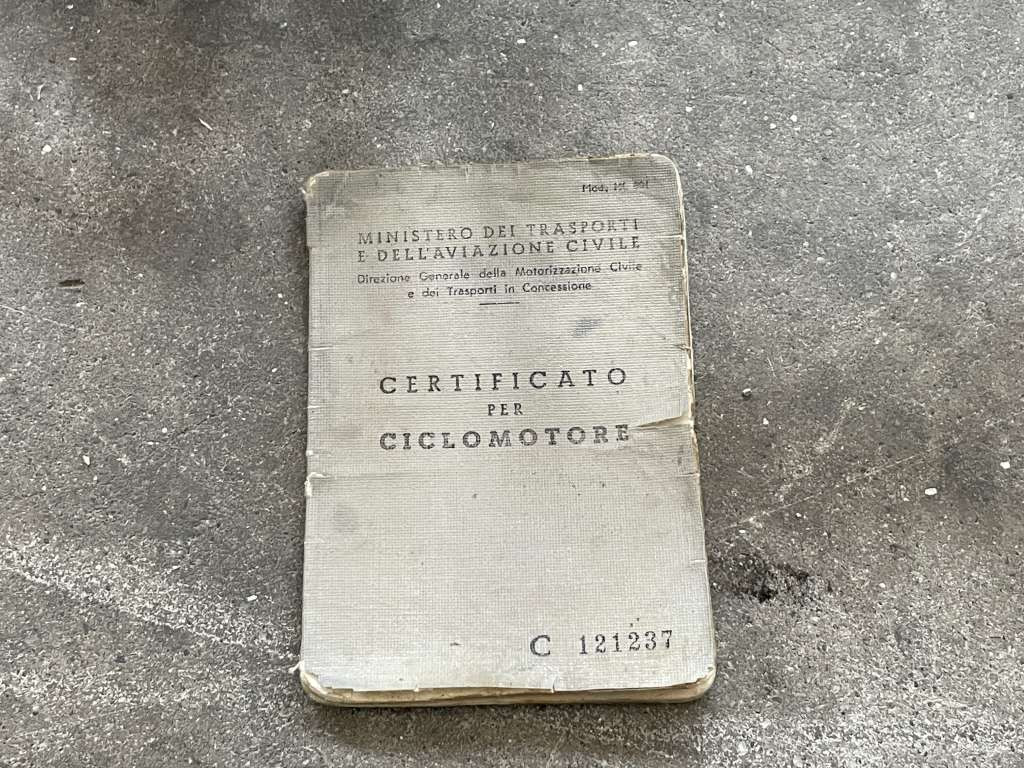 Mod.
MINISTERO DEI TRASPORTI
E DELL'AVIAZIONE CIVILE
Direzione Generale della Motorizzazione Civile
e dei Trasporti in Concessione
CERTIFICATO
PER
CICLOMOTORE
C 121237